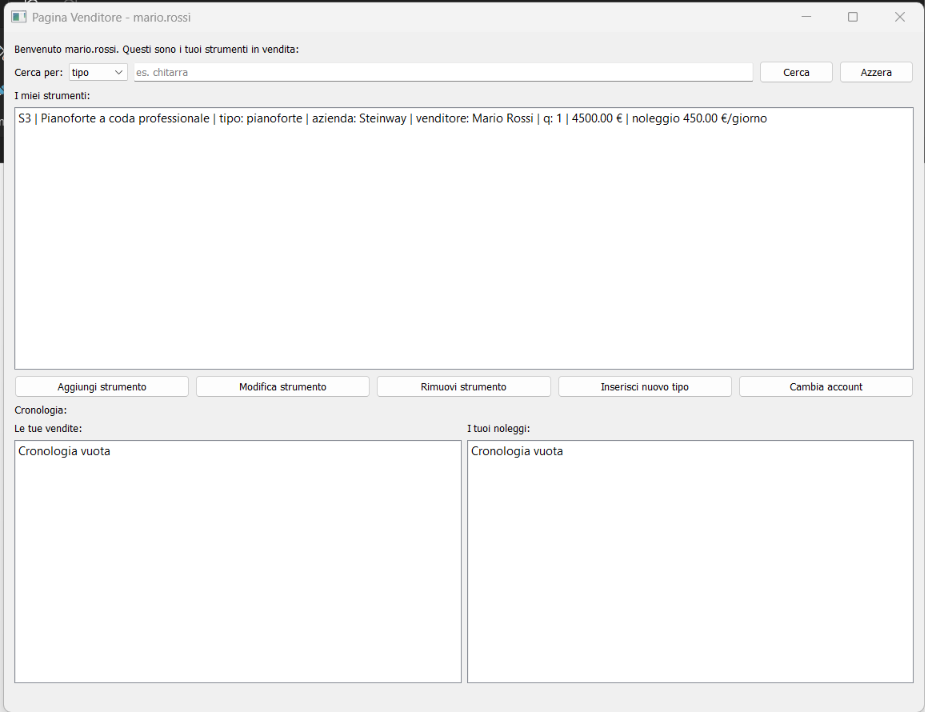 Pagina Venditore - mario.rossi
Benvenuto mario.rossi. Questi sono i tuoi strumenti in vendita:
Cerca per: tipo es. chitarra Cerca Azzera
I miei strumenti:
S3 | Pianoforte a coda professionale | tipo: pianoforte | azienda: Steinway | venditore: Mario Rossi | q: 1 | 4500.00 € | noleggio 450.00 €/giorno
Aggiungi strumento Modifica strumento Rimuovi strumento Inserisci nuovo tipo Cambia account
Cronologia:
Le tue vendite: I tuoi noleggi:
Cronologia vuota Cronologia vuota